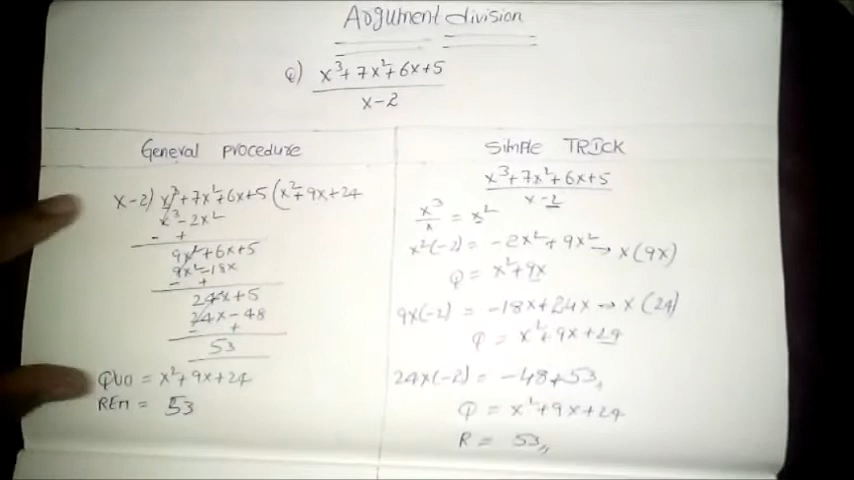 Argument division
Q) x³+7x²+6x+5
x-2
General procedure
x-2) x³+7x²+6x+5 (x²+9x+24
x³-2x²
- +
9x²+6x+5
9x²-18x
- +
24x+5
24x-48
- +
53
QUO = x²+9x+24
REM = 53
SIMPLE TRICK
x³+7x²+6x+5
x-2
x³/x = x²
x²(-2) = -2x²+9x² → x(9x)
Q = x²+9x
9x(-2) = -18x+24x → x(24)
Q = x²+9x+24
24x(-2) = -48+53,,
Q = x²+9x+24
R = 53,,